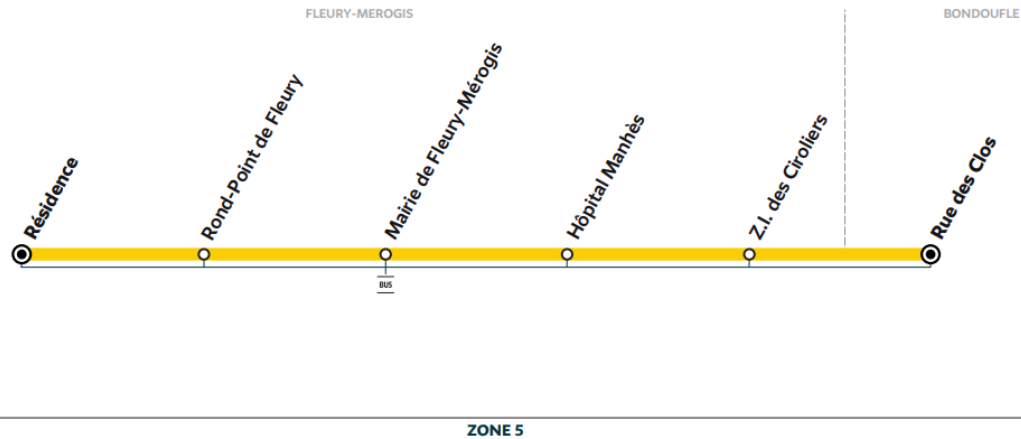 FLEURY-MEROGIS
BONDOUFLE
Résidence
Rond-Point de Fleury
Mairie de Fleury-Mérogis
Hôpital Manhès
Z.I. des Ciroliers
Rue des Clos
BUS
ZONE 5